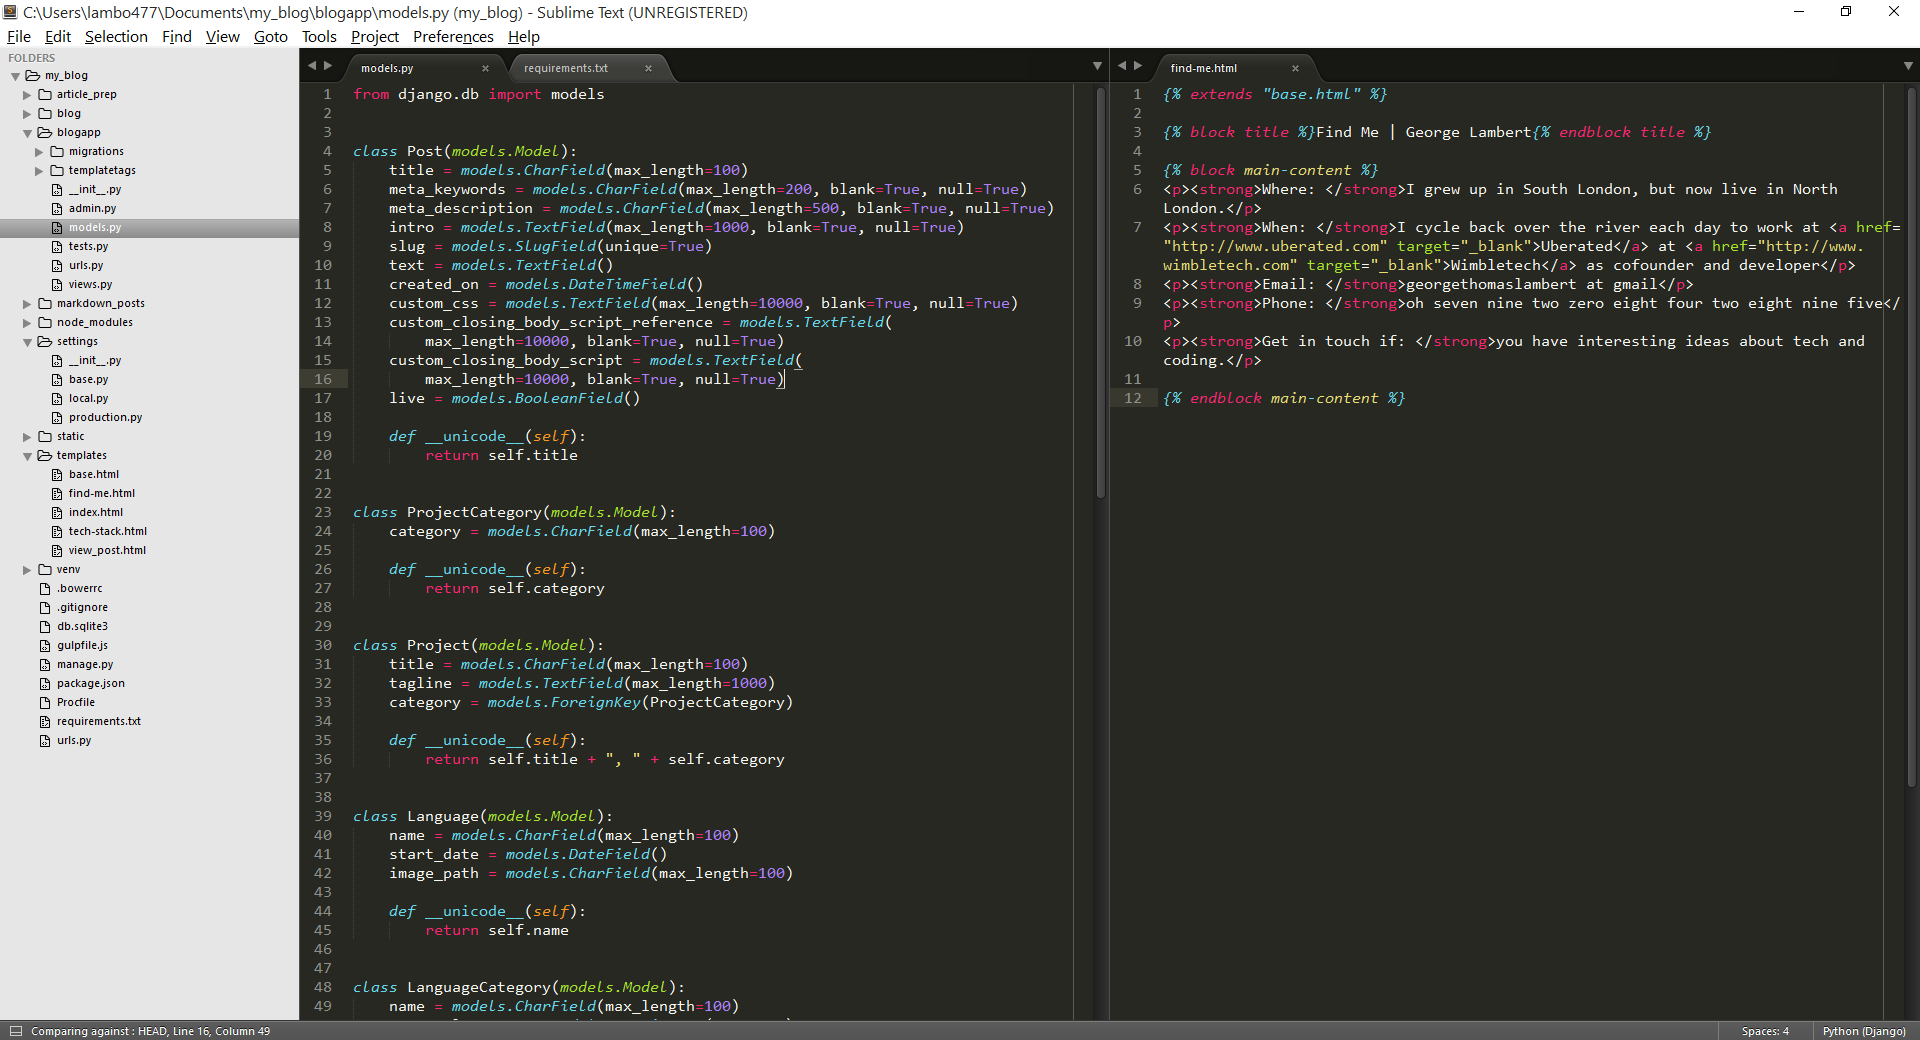 C:\Users\lambo477\Documents\my_blog\blogapp\models.py (my_blog) - Sublime Text (UNREGISTERED)
File Edit Selection Find View Goto Tools Project Preferences Help
FOLDERS
my_blog
article_prep
blog
blogapp
migrations
templatetags
__init__.py
admin.py
models.py
tests.py
urls.py
views.py
markdown_posts
node_modules
settings
__init__.py
base.py
local.py
production.py
static
templates
base.html
find-me.html
index.html
tech-stack.html
view_post.html
venv
.bowerrc
.gitignore
db.sqlite3
gulpfile.js
manage.py
package.json
Procfile
requirements.txt
urls.py
models.py × requirements.txt ×
1 from django.db import models
2
3
4 class Post(models.Model):
5     title = models.CharField(max_length=100)
6     meta_keywords = models.CharField(max_length=200, blank=True, null=True)
7     meta_description = models.CharField(max_length=500, blank=True, null=True)
8     intro = models.TextField(max_length=1000, blank=True, null=True)
9     slug = models.SlugField(unique=True)
10     text = models.TextField()
11     created_on = models.DateTimeField()
12     custom_css = models.TextField(max_length=10000, blank=True, null=True)
13     custom_closing_body_script_reference = models.TextField(
14         max_length=10000, blank=True, null=True)
15     custom_closing_body_script = models.TextField(
16         max_length=10000, blank=True, null=True)
17     live = models.BooleanField()
18
19     def __unicode__(self):
20         return self.title
21
22
23 class ProjectCategory(models.Model):
24     category = models.CharField(max_length=100)
25
26     def __unicode__(self):
27         return self.category
28
29
30 class Project(models.Model):
31     title = models.CharField(max_length=100)
32     tagline = models.TextField(max_length=1000)
33     category = models.ForeignKey(ProjectCategory)
34
35     def __unicode__(self):
36         return self.title + ", " + self.category
37
38
39 class Language(models.Model):
40     name = models.CharField(max_length=100)
41     start_date = models.DateField()
42     image_path = models.CharField(max_length=100)
43
44     def __unicode__(self):
45         return self.name
46
47
48 class LanguageCategory(models.Model):
49     name = models.CharField(max_length=100)
find-me.html ×
1 {% extends "base.html" %}
2
3 {% block title %}Find Me | George Lambert{% endblock title %}
4
5 {% block main-content %}
6 <p><strong>Where: </strong>I grew up in South London, but now live in North
London.</p>
7 <p><strong>When: </strong>I cycle back over the river each day to work at <a href=
"http://www.uberated.com" target="_blank">Uberated</a> at <a href="http://www.
wimbletech.com" target="_blank">Wimbletech</a> as cofounder and developer</p>
8 <p><strong>Email: </strong>georgethomaslambert at gmail</p>
9 <p><strong>Phone: </strong>oh seven nine two zero eight four two eight nine five</
p>
10 <p><strong>Get in touch if: </strong>you have interesting ideas about tech and
coding.</p>
11
12 {% endblock main-content %}
Comparing against : HEAD, Line 16, Column 49
Spaces: 4
Python (Django)